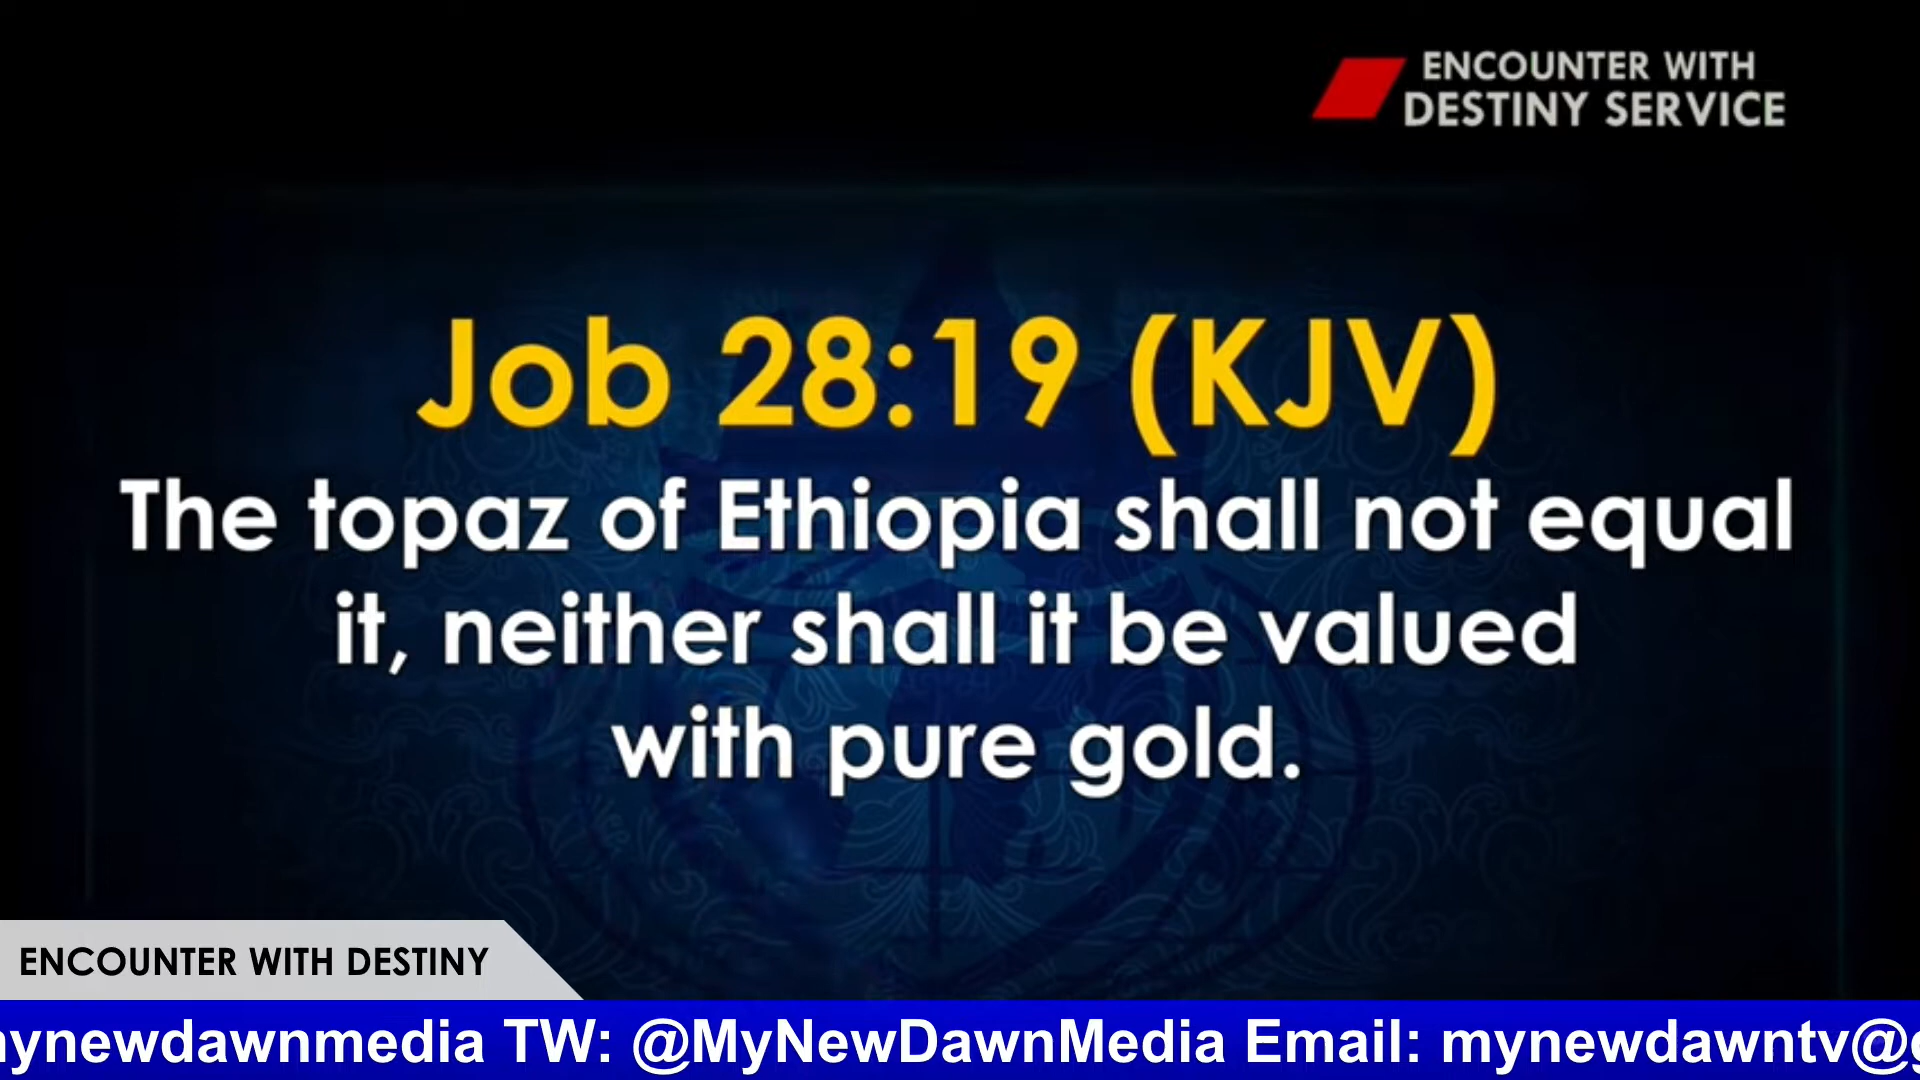 ENCOUNTER WITH
DESTINY SERVICE
Job 28:19 (KJV)
The topaz of Ethiopia shall not equal
it, neither shall it be valued
with pure gold.
ENCOUNTER WITH DESTINY
mynewdawnmedia TW: @MyNewDawnMedia Email: mynewdawntv@